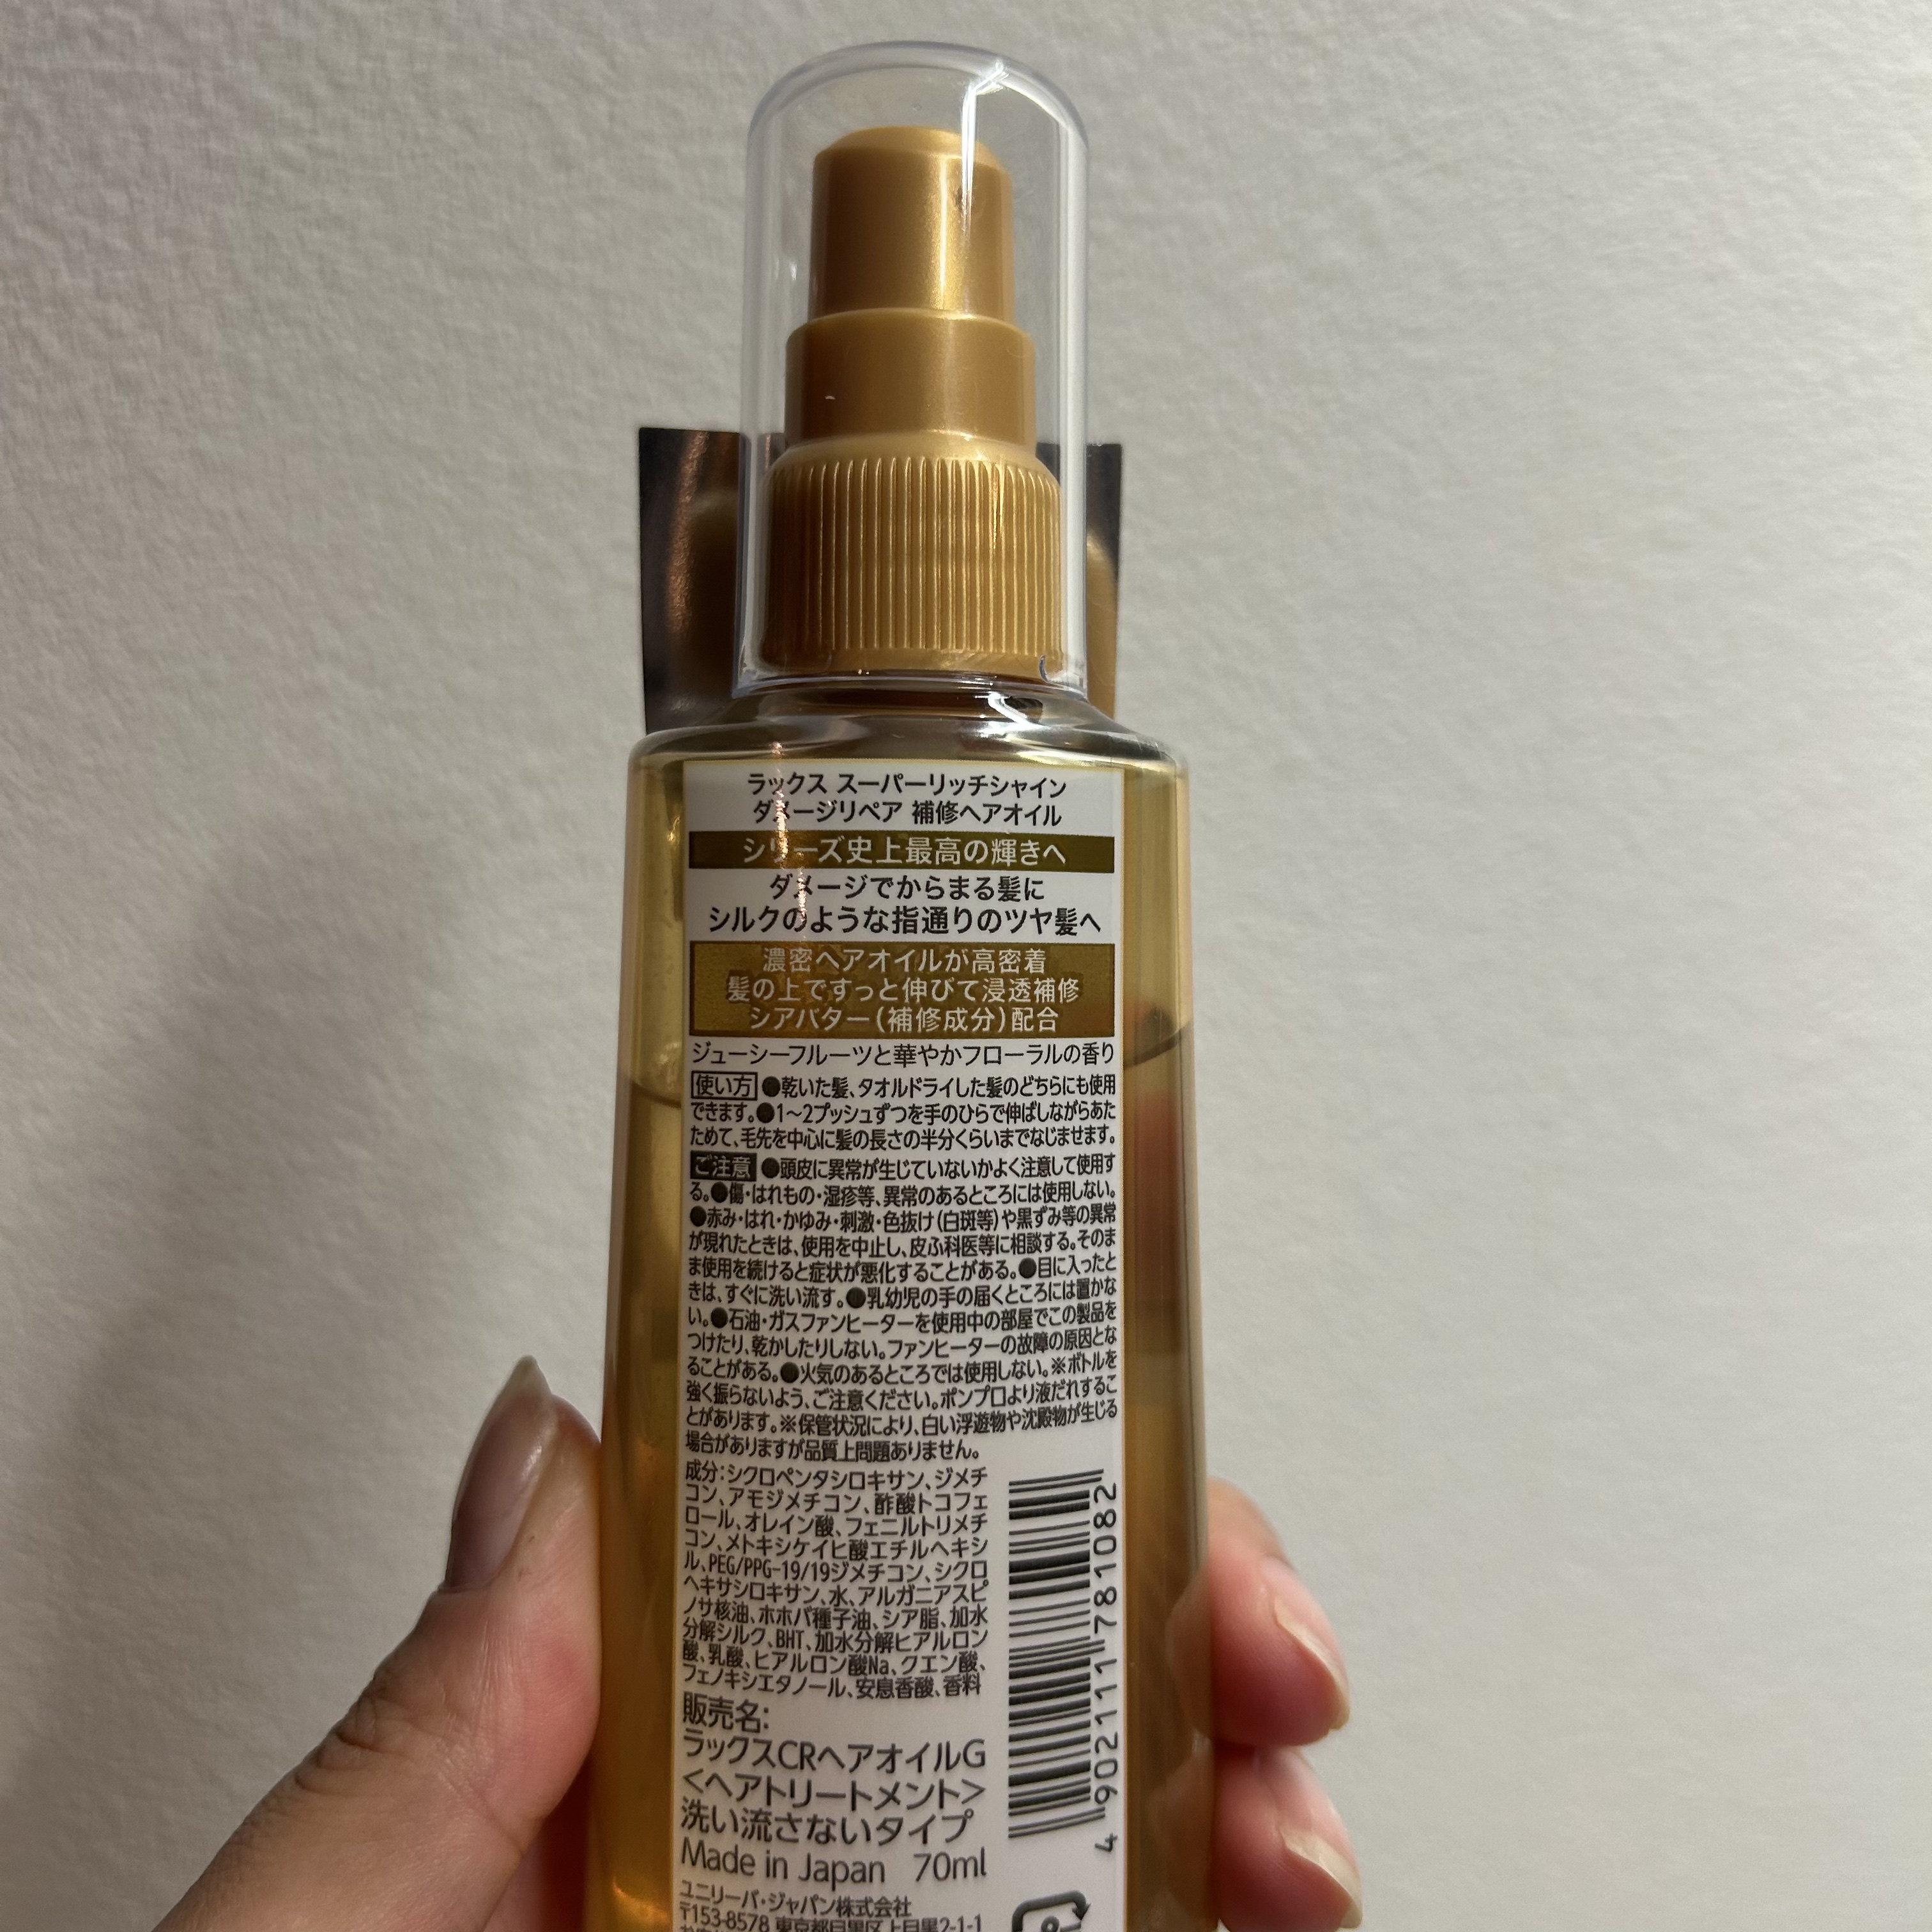 ラックス スーパーリッチシャイン
ダメージリペア 補修ヘアオイル
シリーズ史上最高の輝きへ
ダメージでからまる髪に
シルクのような指通りのツヤ髪へ
濃密ヘアオイルが高密着
髪の上ですっと伸びて浸透補修
シアバター(補修成分)配合
ジューシーフルーツと華やかフローラルの香り
使い方 ●乾いた髪、タオルドライした髪のどちらにも使用
できます。●1〜2プッシュずつを手のひらで伸ばしながらあた
ためて、毛先を中心に髪の長さの半分くらいまでなじませます。
ご注意 ●頭皮に異常が生じていないかよく注意して使用す
る。●傷・はれもの・湿疹等、異常のあるところには使用しない。
●赤み・はれ・かゆみ・刺激・色抜け(白斑等)や黒ずみ等の異常
が現れたときは、使用を中止し、皮ふ科医等に相談する。そのま
ま使用を続けると症状が悪化することがある。●目に入ったと
きは、すぐに洗い流す。●乳幼児の手の届くところには置かな
い。●石油・ガスファンヒーターを使用中の部屋でこの製品を
つけたり、乾かしたりしない。ファンヒーターの故障の原因とな
ることがある。●火気のあるところでは使用しない。※ボトルを
強く振らないよう、ご注意ください。ポンプ口より液だれするこ
とがあります。※保管状況により、白い浮遊物や沈殿物が生じる
場合がありますが品質上問題ありません。
成分:シクロペンタシロキサン、ジメチ
コン、アモジメチコン、酢酸トコフェ
ロール、オレイン酸、フェニルトリメチ
コン、メトキシケイヒ酸エチルヘキシ
ル、PEG/PPG-19/19ジメチコン、シクロ
ヘキサシロキサン、水、アルガニアスピ
ノサ核油、ホホバ種子油、シア脂、加水
分解シルク、BHT、加水分解ヒアルロン
酸、乳酸、ヒアルロン酸Na、クエン酸、
フェノキシエタノール、安息香酸、香料
販売名:
ラックスCRヘアオイルG
<ヘアトリートメント>
洗い流さないタイプ
Made in Japan 70ml
ユニリーバ・ジャパン株式会社
〒153-8578 東京都目黒区上目黒2-1-1
4 902111 781082